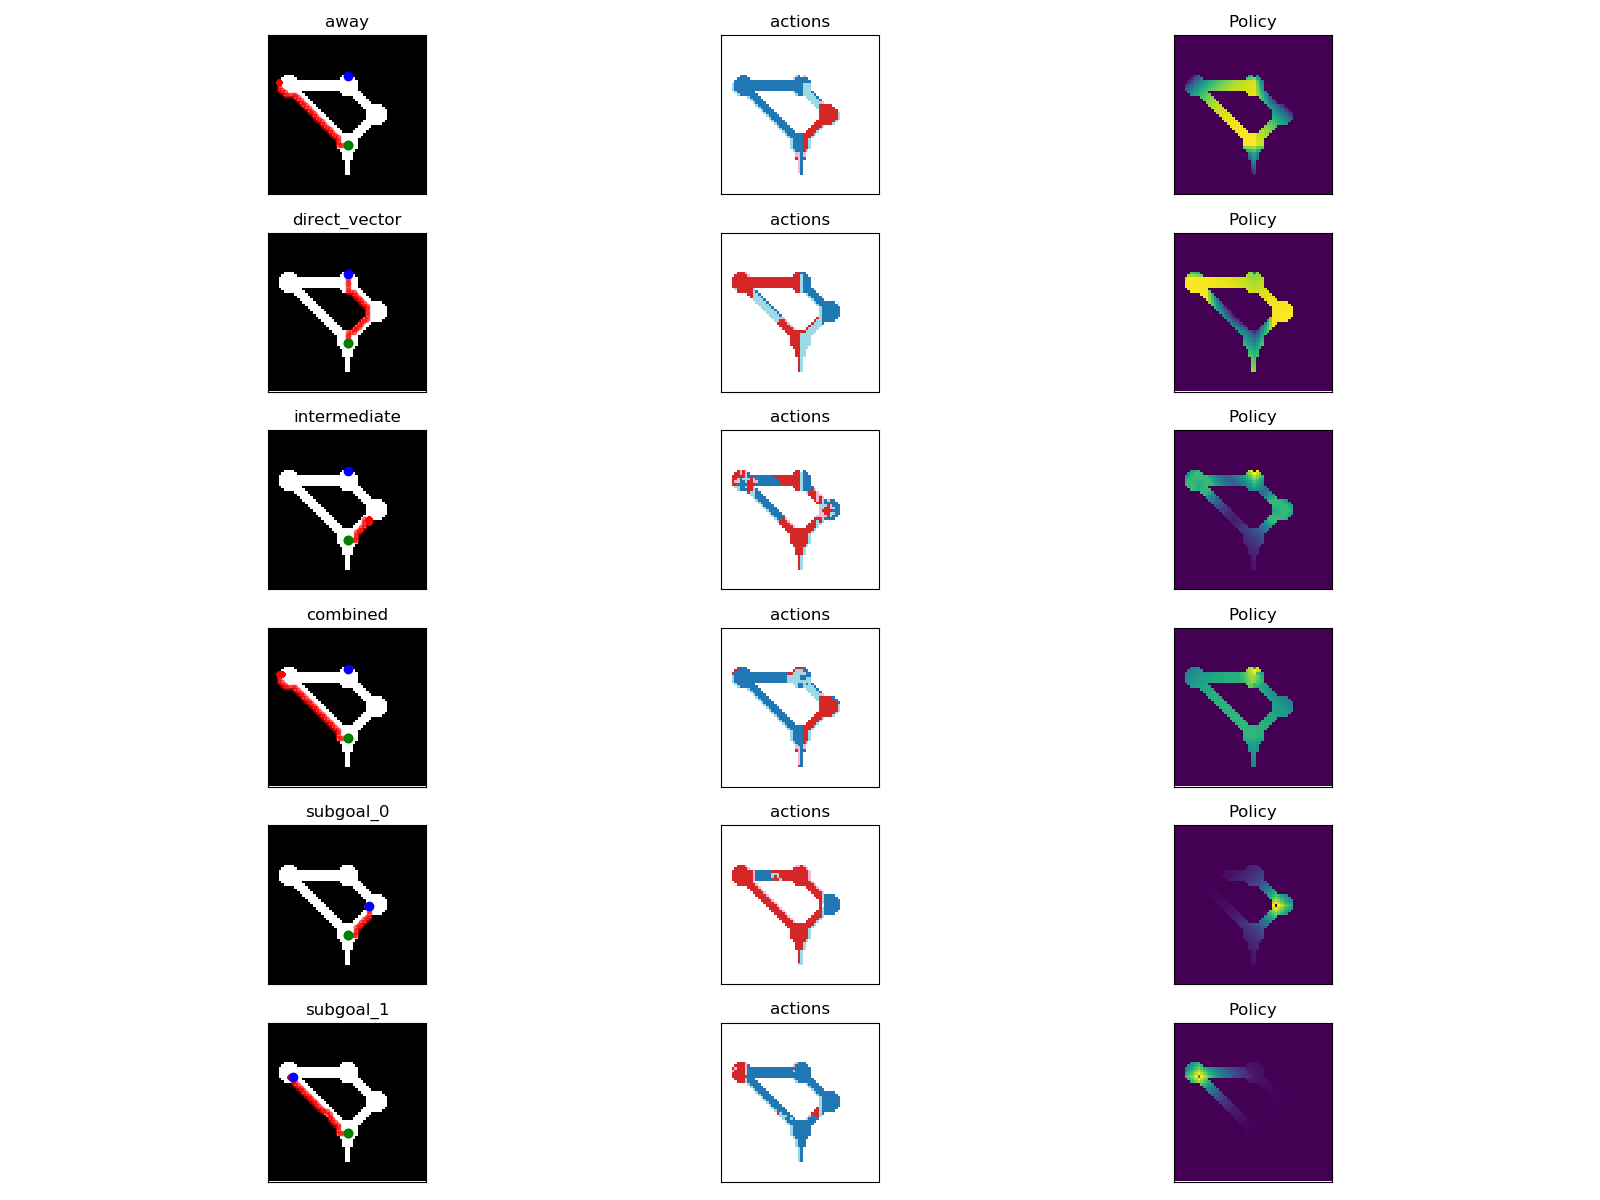 away actions Policy
direct_vector actions Policy
intermediate actions Policy
combined actions Policy
subgoal_0 actions Policy
subgoal_1 actions Policy